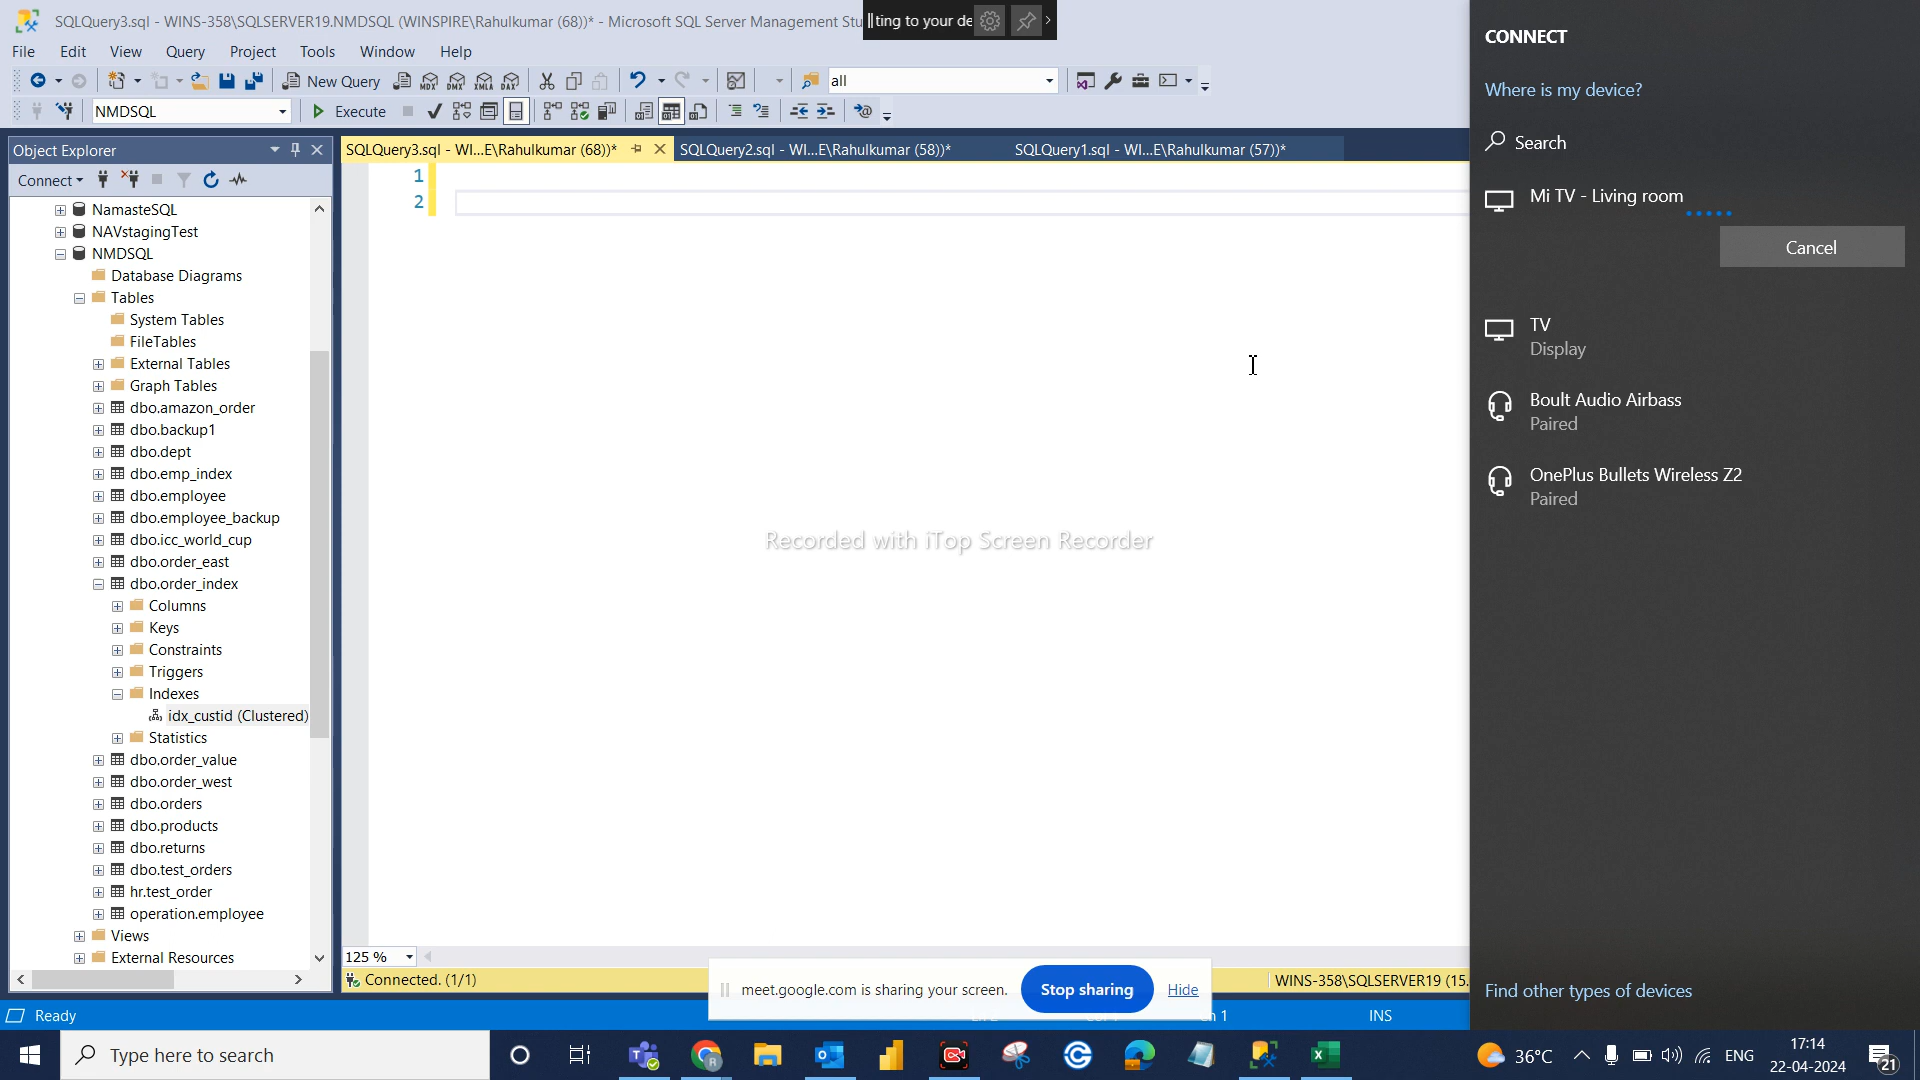 SQLQuery3.sql - WINS-358\SQLSERVER19.NMDSQL (WINSPIRE\Rahulkumar (68))* - Microsoft SQL Server Management Stu
ting to your de
File Edit View Query Project Tools Window Help
New Query
all
NMDSQL
Execute
Object Explorer
Connect
NamasteSQL
NAVstagingTest
NMDSQL
Database Diagrams
Tables
System Tables
FileTables
External Tables
Graph Tables
dbo.amazon_order
dbo.backup1
dbo.dept
dbo.emp_index
dbo.employee
dbo.employee_backup
dbo.icc_world_cup
dbo.order_east
dbo.order_index
Columns
Keys
Constraints
Triggers
Indexes
idx_custid (Clustered)
Statistics
dbo.order_value
dbo.order_west
dbo.orders
dbo.products
dbo.returns
dbo.test_orders
hr.test_order
operation.employee
Views
External Resources
SQLQuery3.sql - WI...E\Rahulkumar (68))*
SQLQuery2.sql - WI...E\Rahulkumar (58))*
SQLQuery1.sql - WI...E\Rahulkumar (57))*
1
2
Recorded with iTop Screen Recorder
125 %
Connected. (1/1)
WINS-358\SQLSERVER19 (15.
meet.google.com is sharing your screen.
Stop sharing
Hide
Ready
INS
CONNECT
Where is my device?
Search
Mi TV - Living room
Cancel
TV
Display
Boult Audio Airbass
Paired
OnePlus Bullets Wireless Z2
Paired
Find other types of devices
Type here to search
36°C
ENG
17:14
22-04-2024
21